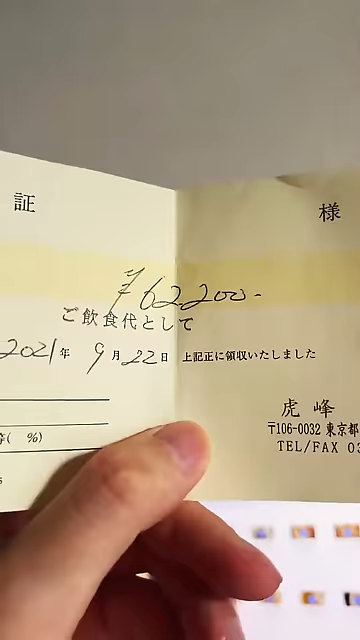 証 様
¥62,200-
ご飲食代として
2021年 9月22日 上記正に領収いたしました
虎峰
等( %)
〒106-0032 東京都
TEL/FAX 03